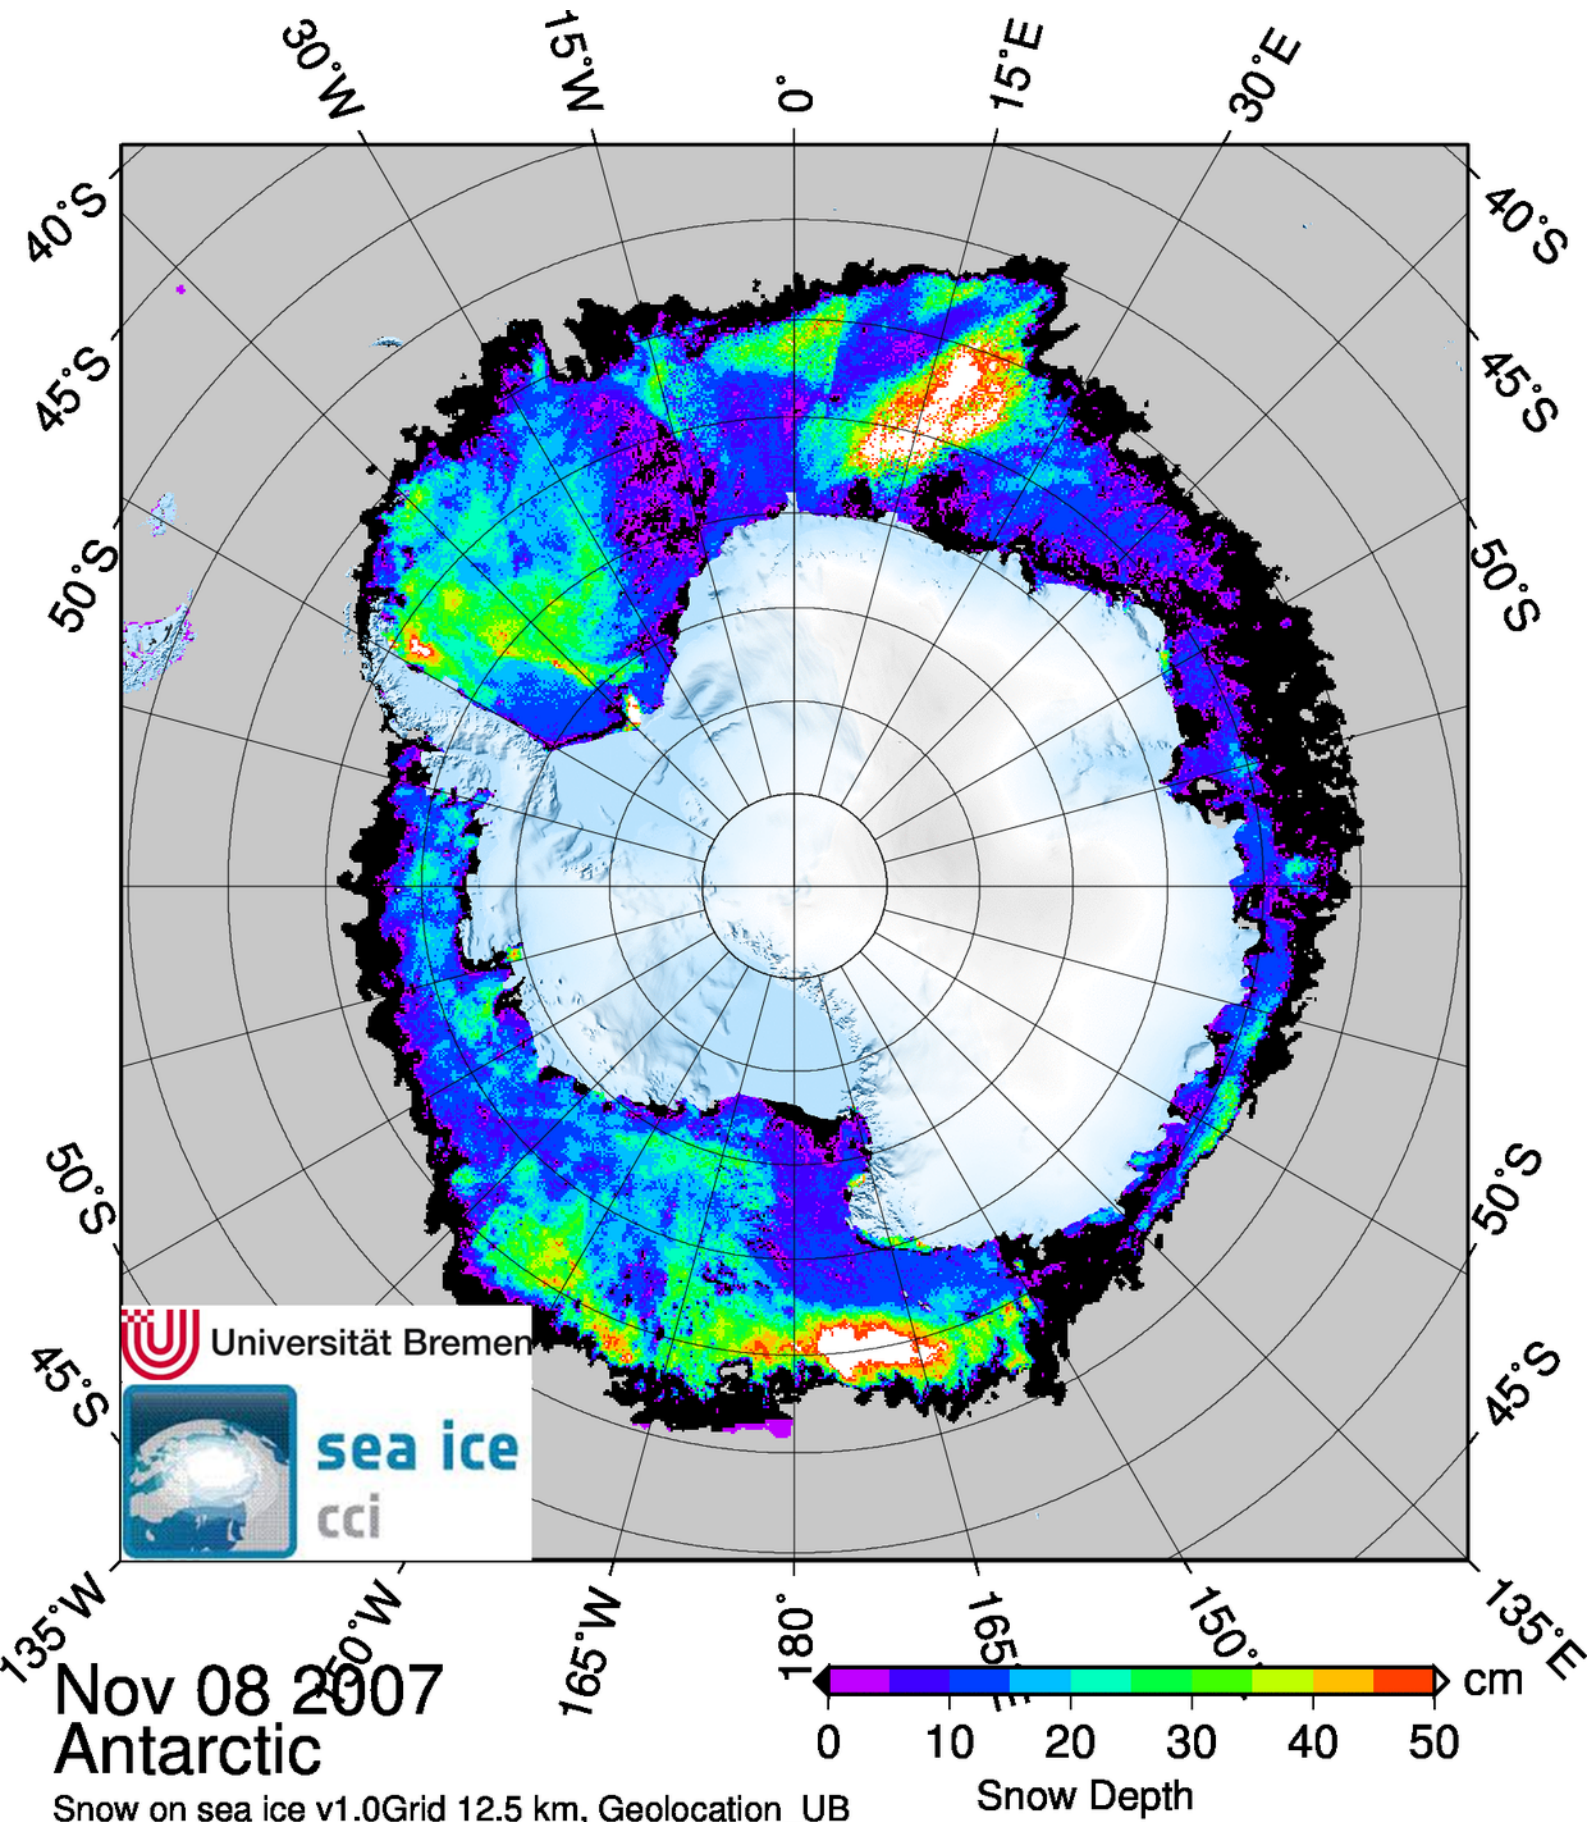 30°W 15°W 0° 15°E 30°E
40°S 40°S
45°S 45°S
50°S 50°S
50°S 50°S
45°S 45°S
Universität Bremen
sea ice
cci
135°W 165°W 180° 135°E
Nov 08 2007
Antarctic
Snow on sea ice v1.0Grid 12.5 km, Geolocation UB
cm
0 10 20 30 40 50
Snow Depth